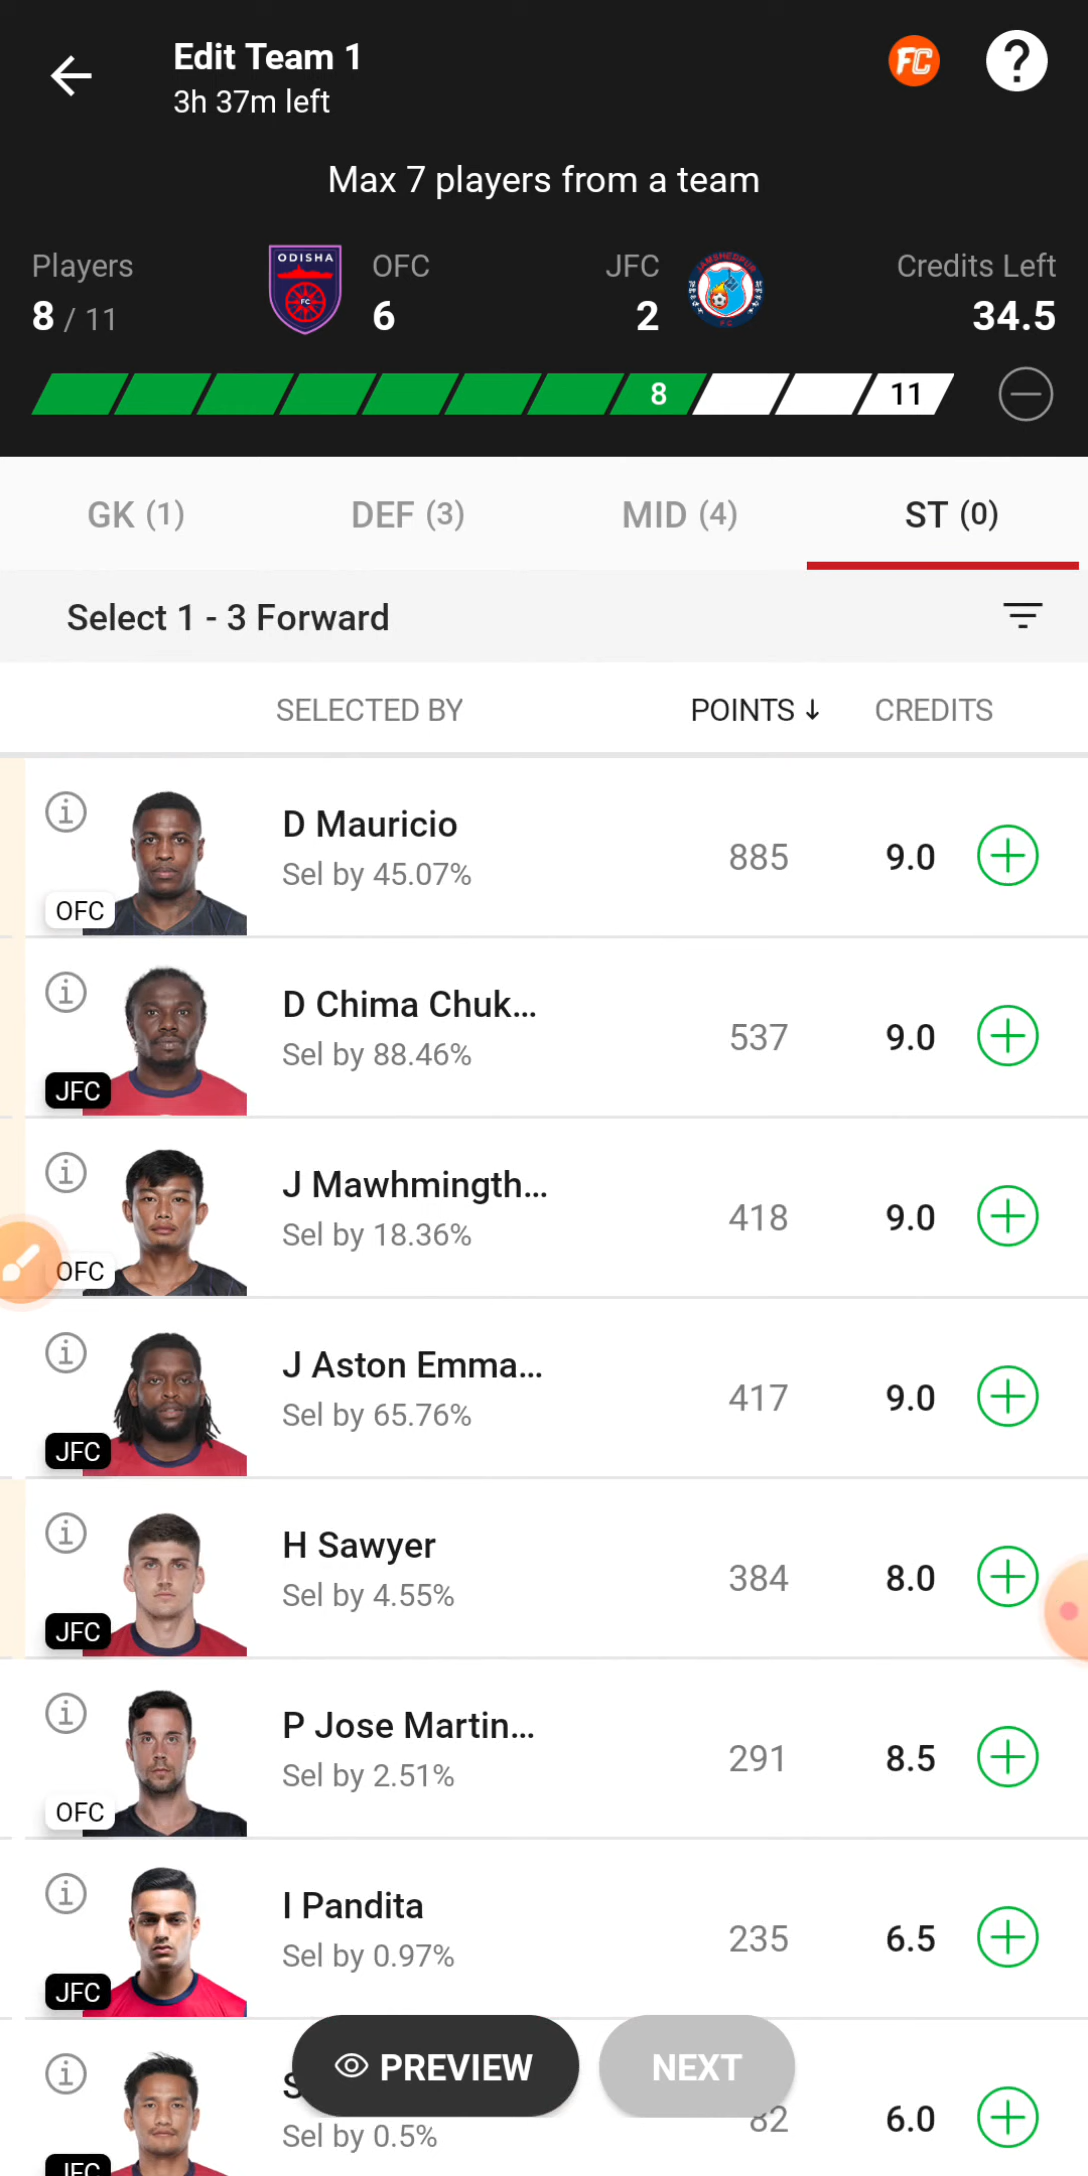 Edit Team 1
3h 37m left
FC
?
Max 7 players from a team
Players
8 / 11
ODISHA
FC
OFC
6
JFC
2
JAMSHEDPUR
FC
Credits Left
34.5
8
11
GK (1)
DEF (3)
MID (4)
ST (0)
Select 1 - 3 Forward
SELECTED BY
POINTS ↓
CREDITS
D Mauricio
Sel by 45.07%
885
9.0
OFC
D Chima Chuk...
Sel by 88.46%
537
9.0
JFC
J Mawhmingth...
Sel by 18.36%
418
9.0
OFC
J Aston Emma...
Sel by 65.76%
417
9.0
JFC
H Sawyer
Sel by 4.55%
384
8.0
JFC
P Jose Martin...
Sel by 2.51%
291
8.5
OFC
I Pandita
Sel by 0.97%
235
6.5
JFC
PREVIEW
NEXT
Sel by 0.5%
82
6.0
JFC